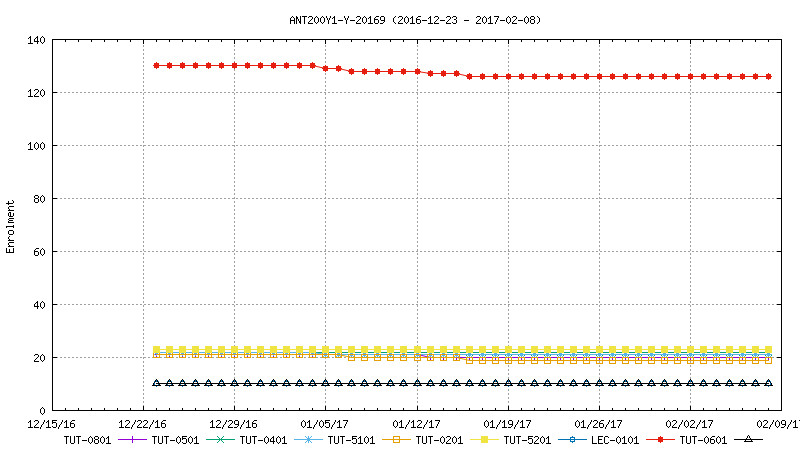 ANT200Y1-Y-20169 (2016-12-23 - 2017-02-08)
140
120
100
80
60
40
20
0
Enrolment
12/15/16 12/22/16 12/29/16 01/05/17 01/12/17 01/19/17 01/26/17 02/02/17 02/09/17
TUT-0801 TUT-0501 TUT-0401 TUT-5101 TUT-0201 TUT-5201 LEC-0101 TUT-0601